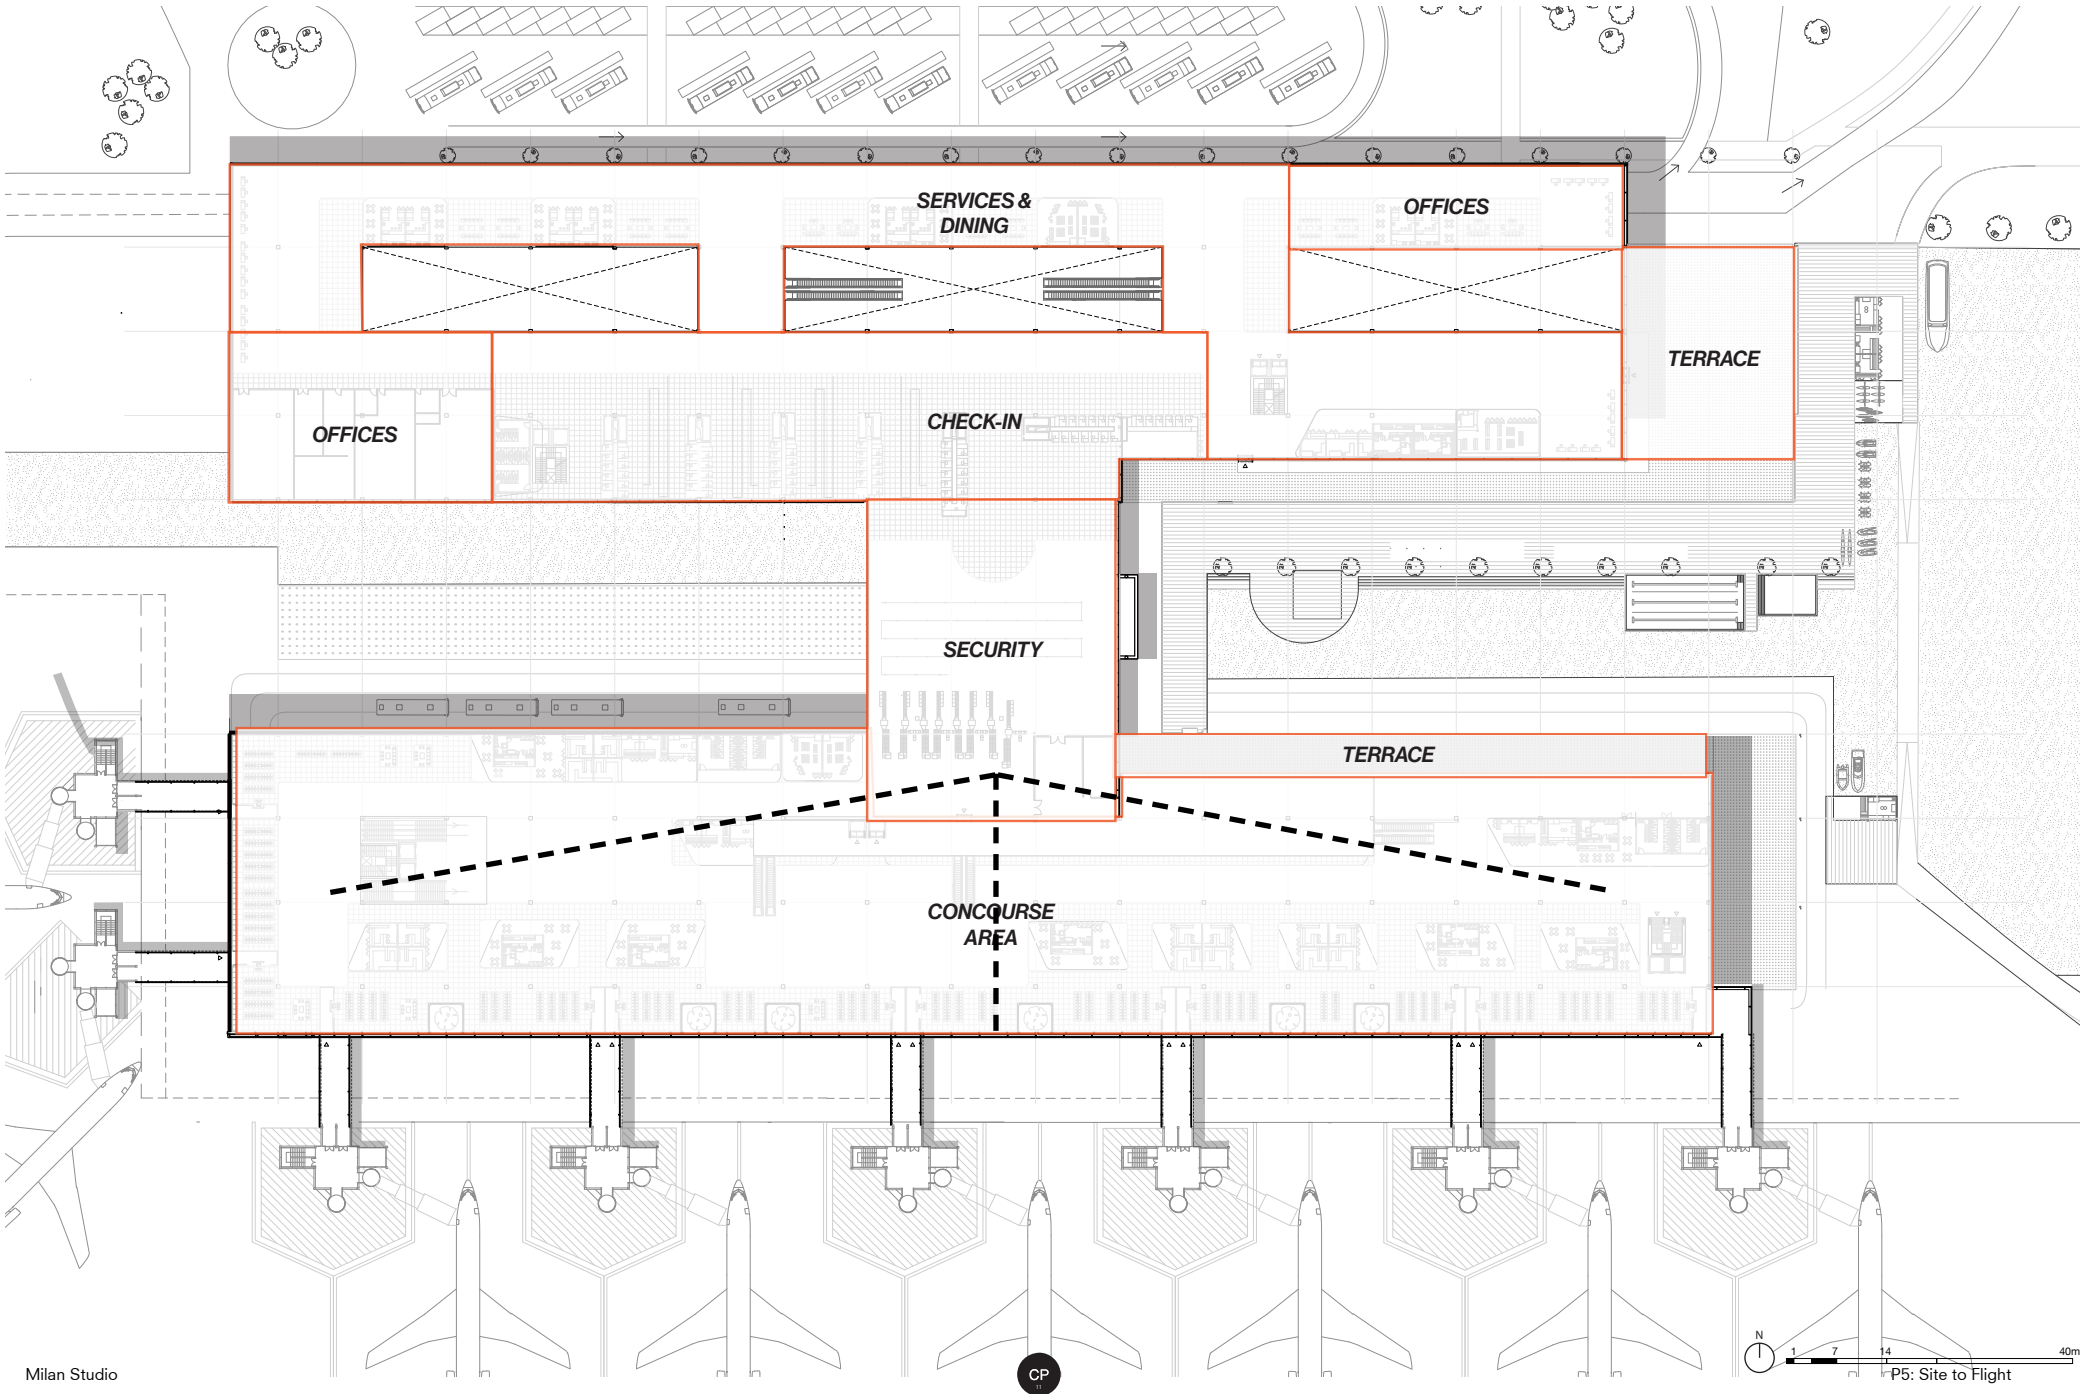 SERVICES &
DINING
OFFICES
TERRACE
OFFICES
CHECK-IN
SECURITY
TERRACE
CONCOURSE
AREA
N
1 7 14 40m
Milan Studio
CP
11
P5: Site to Flight